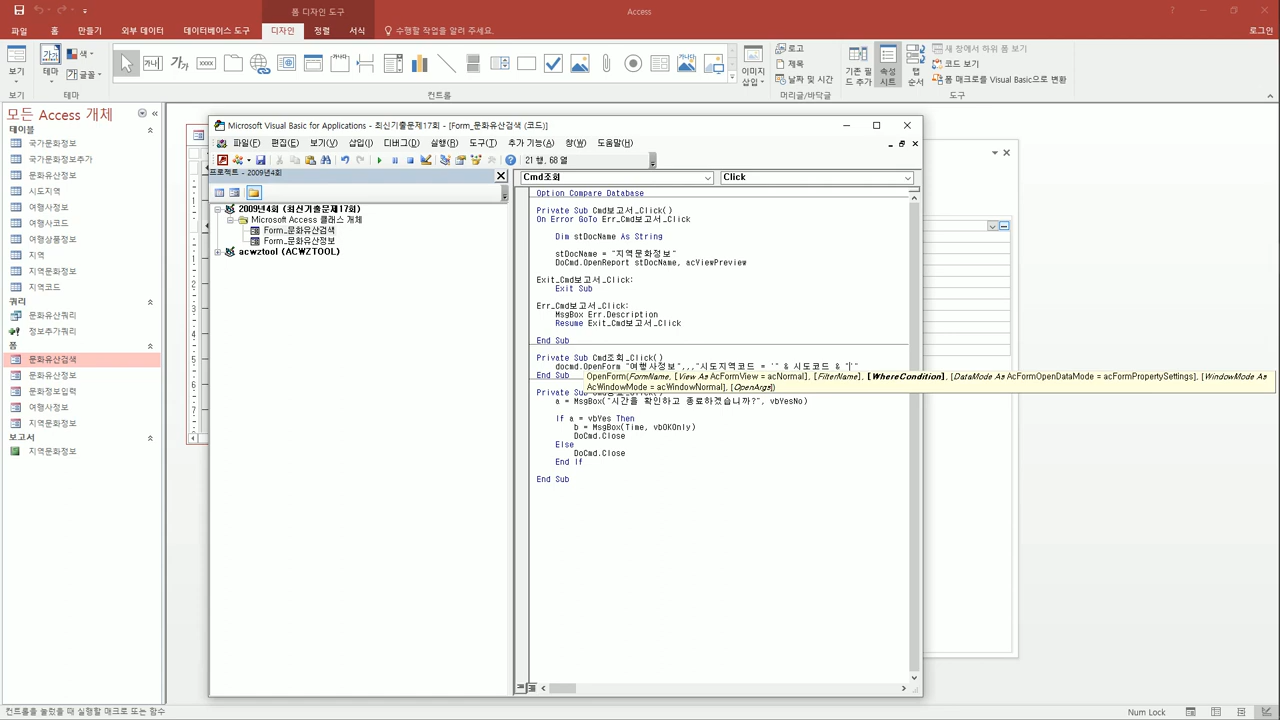 폼 디자인 도구
Access
로그인
파일
홈
만들기
외부 데이터
데이터베이스 도구
디자인
정렬
서식
수행할 작업을 알려 주세요.
보기
테마
색
글꼴
이미지 삽입
로고
제목
날짜 및 시간
기존 필드 추가
속성 시트
탭 순서
새 창에서 하위 폼 보기
코드 보기
폼 매크로를 Visual Basic으로 변환
보기
테마
컨트롤
머리글/바닥글
도구
모든 Access 개체
테이블
국가문화정보
국가문화정보추가
문화유산정보
시도지역
여행사정보
여행사코드
여행상품정보
지역
지역문화정보
지역코드
쿼리
문화유산쿼리
정보추가쿼리
폼
문화유산검색
문화유산정보
문화정보입력
여행사정보
지역문화정보
보고서
지역문화정보
Microsoft Visual Basic for Applications - 최신기출문제17회 - [Form_문화유산검색 (코드)]
파일(F) 편집(E) 보기(V) 삽입(I) 디버그(D) 실행(R) 도구(T) 추가 기능(A) 창(W) 도움말(H)
21 행, 68 열
프로젝트 - 2009년4회
2009년4회 (최신기출문제17회)
Microsoft Access 클래스 개체
Form_문화유산검색
Form_문화유산정보
acwztool (ACWZTOOL)
Cmd조회
Click
Option Compare Database
Private Sub Cmd보고서_Click()
On Error GoTo Err_Cmd보고서_Click
Dim stDocName As String
stDocName = "지역문화정보"
DoCmd.OpenReport stDocName, acViewPreview
Exit_Cmd보고서_Click:
Exit Sub
Err_Cmd보고서_Click:
MsgBox Err.Description
Resume Exit_Cmd보고서_Click
End Sub
Private Sub Cmd조회_Click()
docmd.OpenForm "여행사정보",,,"시도지역코드 = '" & 시도코드 & "'"
End Sub
OpenForm(FormName, [View As AcFormView = acNormal], [FilterName], [WhereCondition], [DataMode As AcFormOpenDataMode = acFormPropertySettings], [WindowMode As
AcWindowMode = acWindowNormal], [OpenArgs])
Private Sub
a = MsgBox("시간을 확인하고 종료하겠습니까?", vbYesNo)
If a = vbYes Then
b = MsgBox(Time, vbOKOnly)
DoCmd.Close
Else
DoCmd.Close
End If
End Sub
컨트롤을 눌렀을 때 실행할 매크로 또는 함수
Num Lock